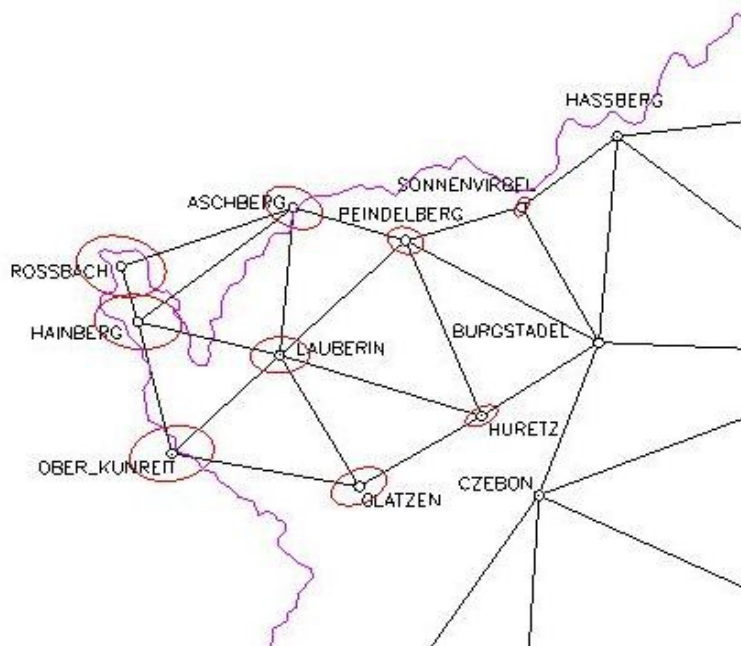 HASSBERG
SONNENVIRBEL
ASCHBERG
PEINDELBERG
ROSSBACH
HAINBERG
BURGSTADEL
LAUBERIN
HURETZ
OBER_KUNREIT
CZEBON
GLATZEN